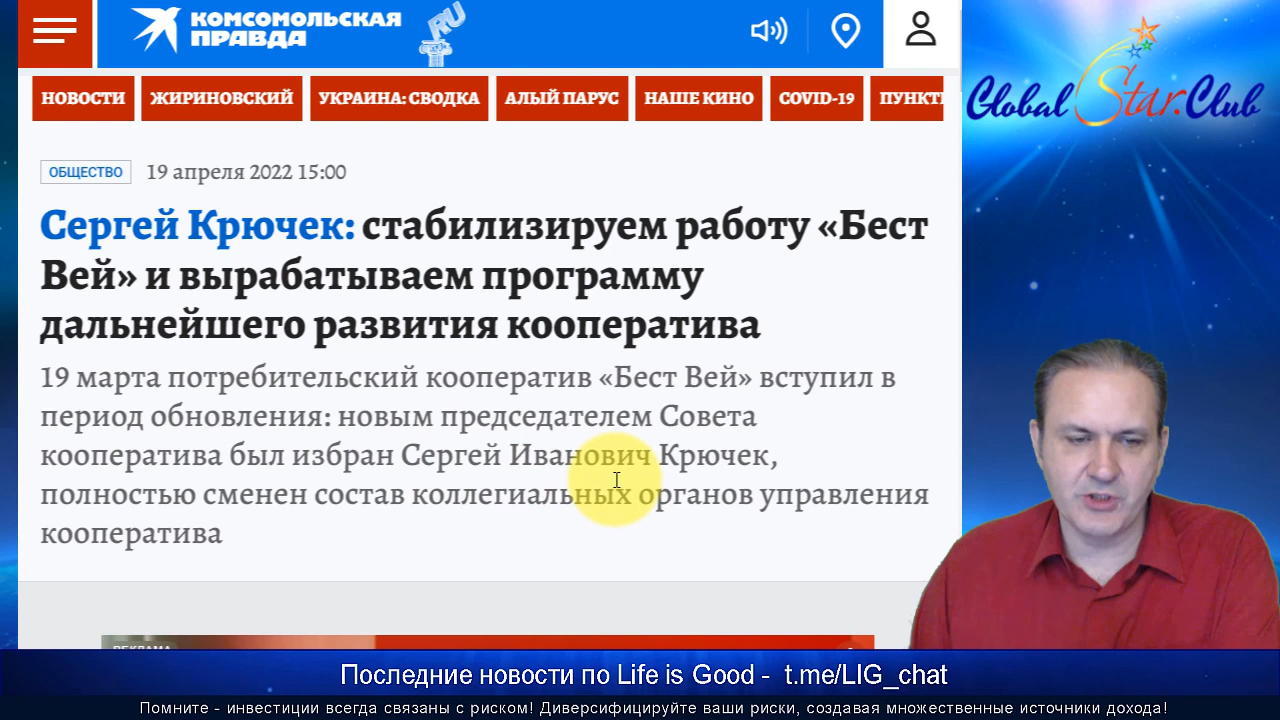 КОМСОМОЛЬСКАЯ
ПРАВДА
.RU
Global Star.Club
НОВОСТИ
ЖИРИНОВСКИЙ
УКРАИНА: СВОДКА
АЛЫЙ ПАРУС
НАШЕ КИНО
COVID-19
ПУНКТ
ОБЩЕСТВО
19 апреля 2022 15:00
Сергей Крючек: стабилизируем работу «Бест
Вей» и вырабатываем программу
дальнейшего развития кооператива
19 марта потребительский кооператив «Бест Вей» вступил в
период обновления: новым председателем Совета
кооператива был избран Сергей Иванович Крючек,
полностью сменен состав коллегиальных органов управления
кооператива
РЕКЛАМА
Последние новости по Life is Good - t.me/LIG_chat
Помните - инвестиции всегда связаны с риском! Диверсифицируйте ваши риски, создавая множественные источники дохода!